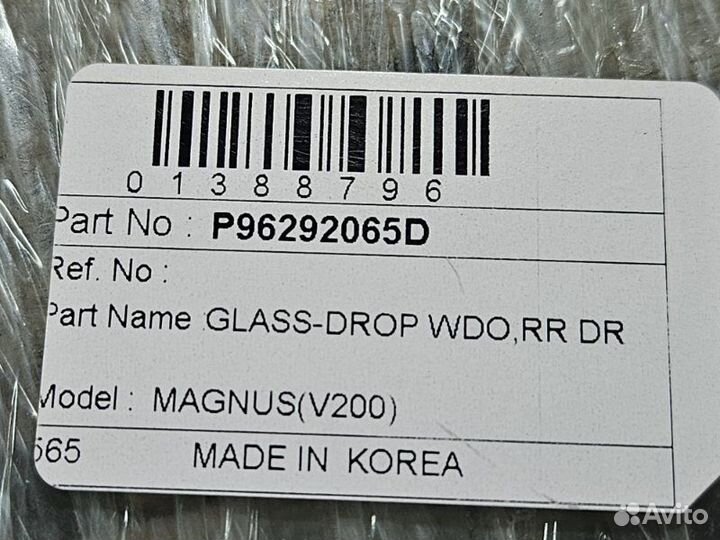 01388796
Part No : P96292065D
Ref. No :
Part Name :GLASS-DROP WDO,RR DR
Model : MAGNUS(V200)
565 MADE IN KOREA
Avito